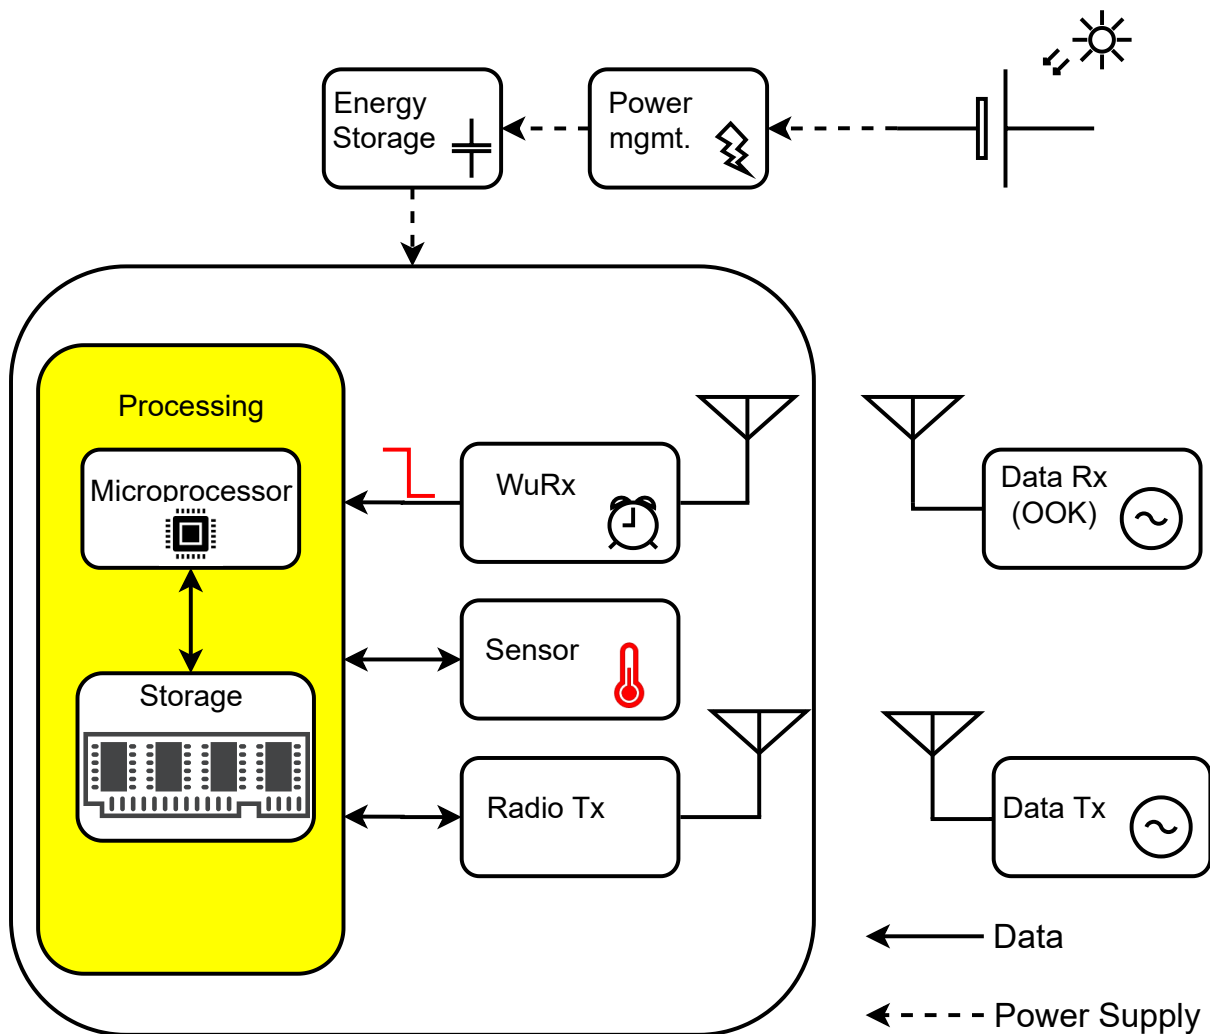 Energy
Storage
Power
mgmt.
Processing
Microprocessor
WuRx
Data Rx
(OOK)
Sensor
Storage
Radio Tx
Data Tx
Data
Power Supply